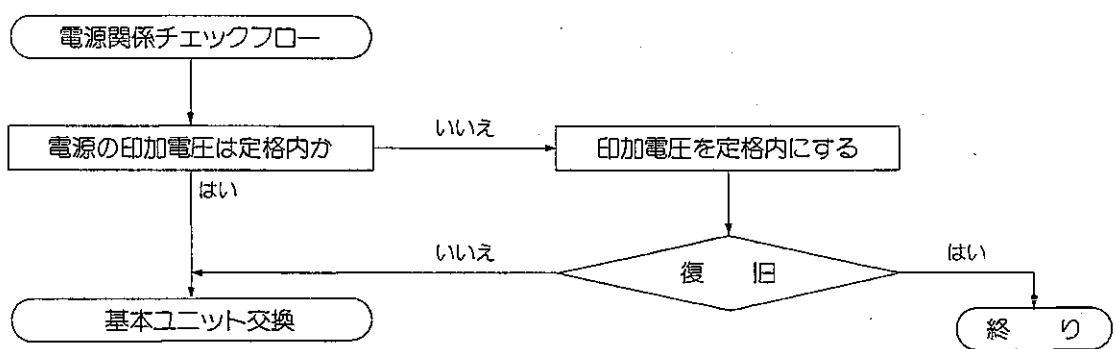 電源関係チェックフロー
電源の印加電圧は定格内か
いいえ
印加電圧を定格内にする
はい
いいえ
復 旧
はい
基本ユニット交換
終 り